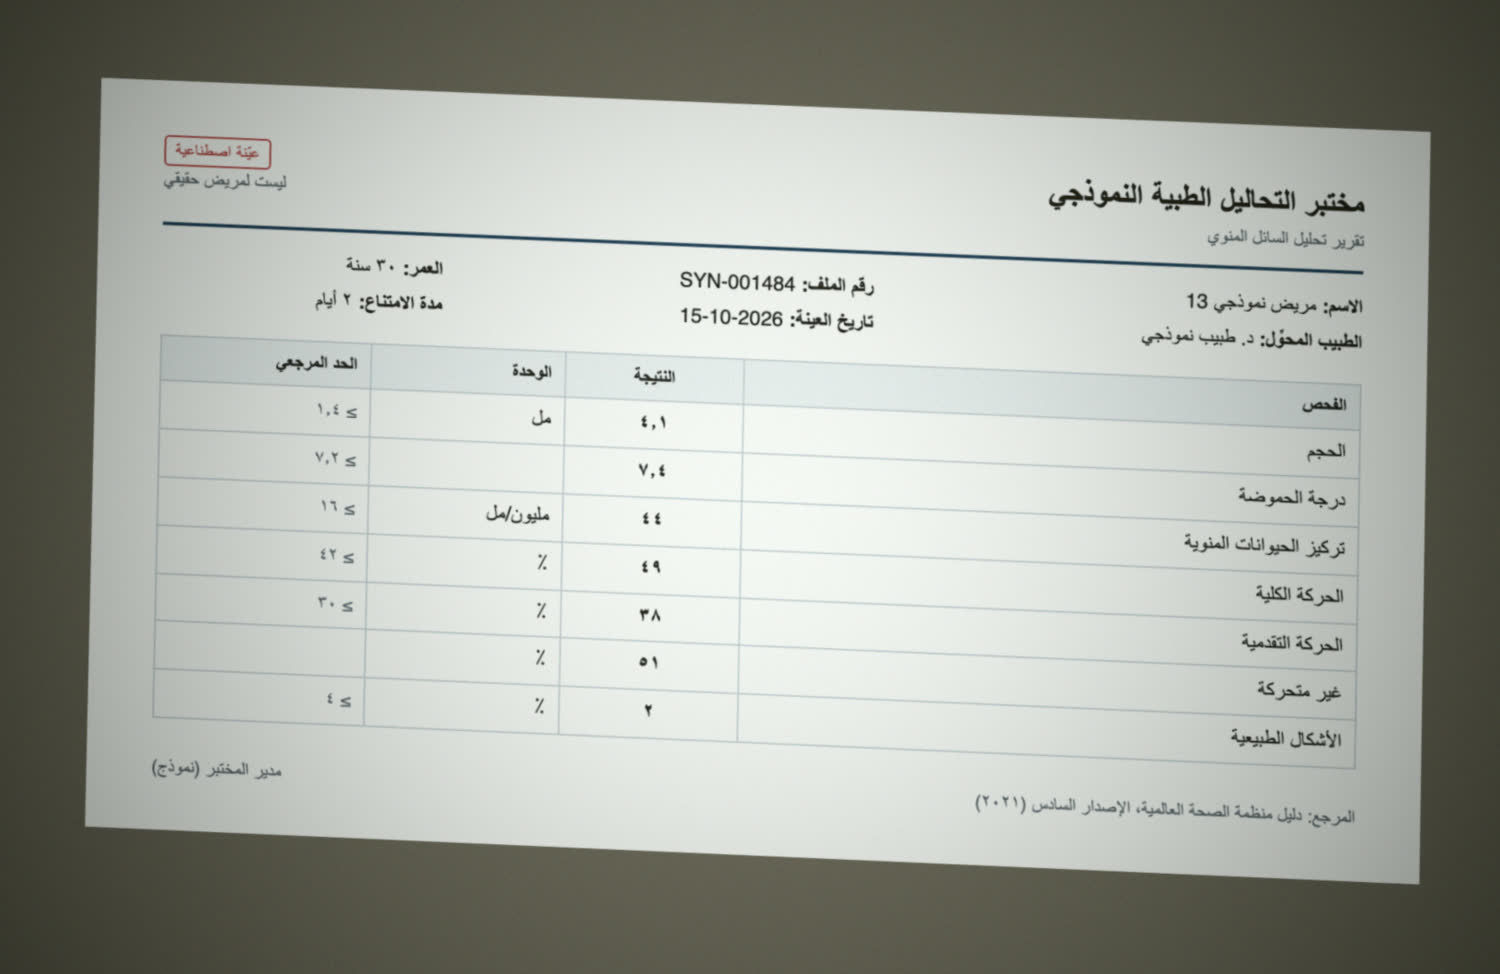 مختبر التحاليل الطبية النموذجي
تقرير تحليل السائل المنوي
عيّنة اصطناعية
ليست لمريض حقيقي
الاسم: مريض نموذجي 13
رقم الملف: SYN-001484
العمر: ٣٠ سنة
الطبيب المحوّل: د. طبيب نموذجي
تاريخ العينة: 2026-10-15
مدة الامتناع: ٢ أيام
الفحص النتيجة الوحدة الحد المرجعي
الحجم ٤,١ مل ≥ ١,٤
درجة الحموضة ٧,٤ ≥ ٧,٢
تركيز الحيوانات المنوية ٤٤ مليون/مل ≥ ١٦
الحركة الكلية ٤٩ ٪ ≥ ٤٢
الحركة التقدمية ٣٨ ٪ ≥ ٣٠
غير متحركة ٥١ ٪
الأشكال الطبيعية ٢ ٪ ≥ ٤
المرجع: دليل منظمة الصحة العالمية، الإصدار السادس (٢٠٢١)
مدير المختبر (نموذج)